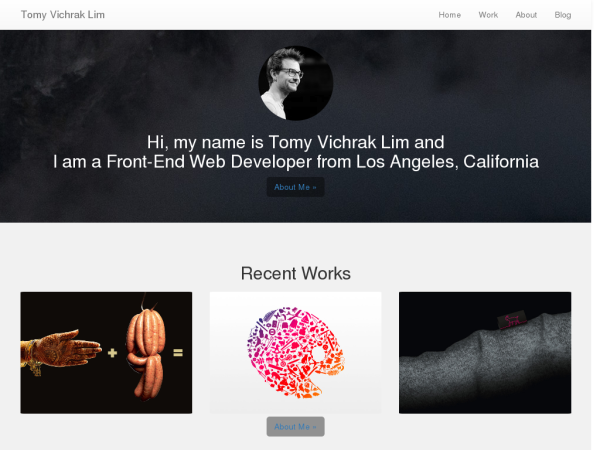 Tomy Vichrak Lim
Home Work About Blog
Hi, my name is Tomy Vichrak Lim and
I am a Front-End Web Developer from Los Angeles, California
About Me »
Recent Works
+ =
About Me »